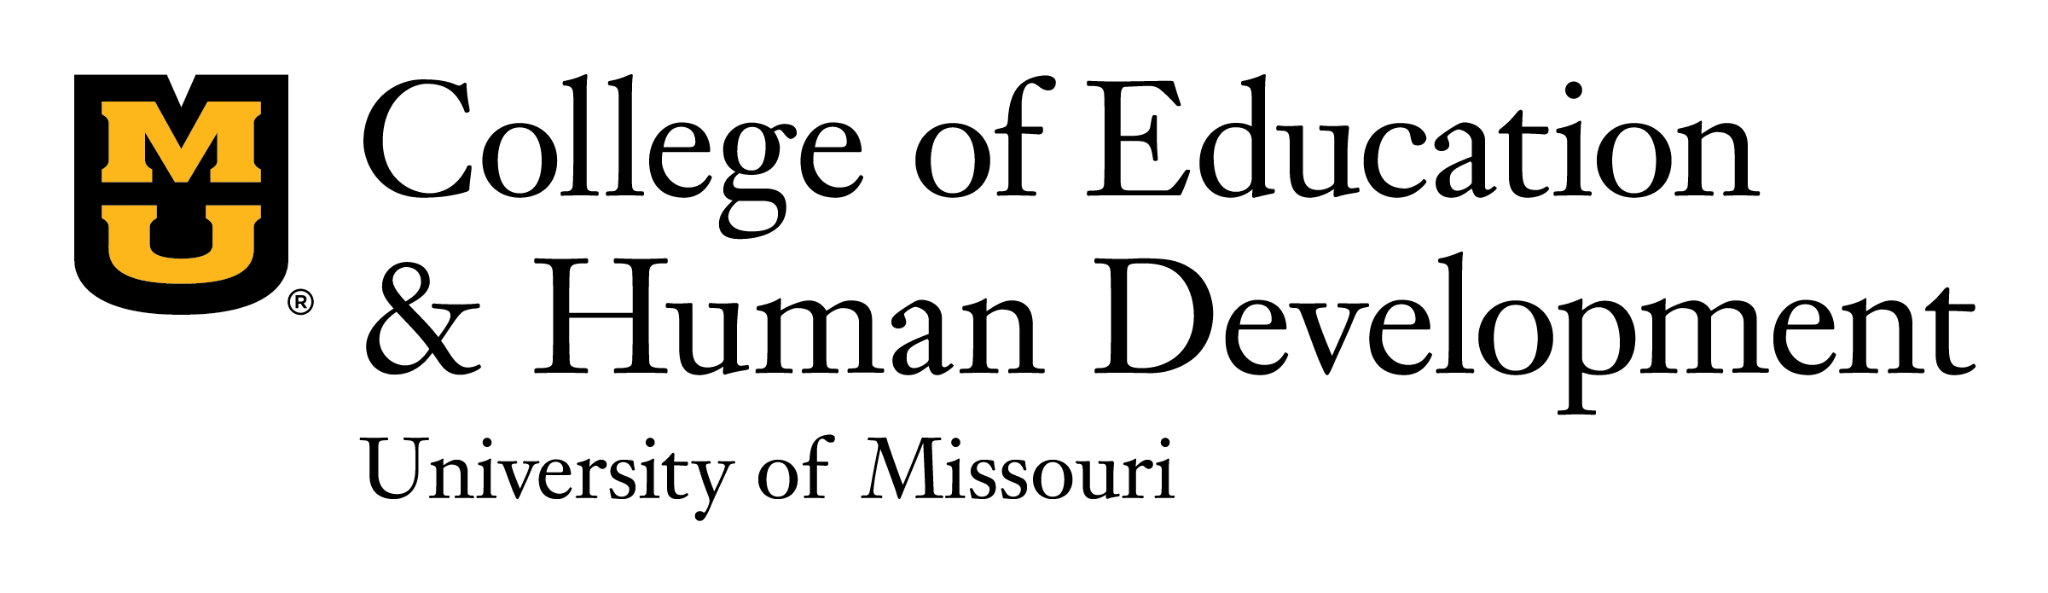 MU®
College of Education
& Human Development
University of Missouri